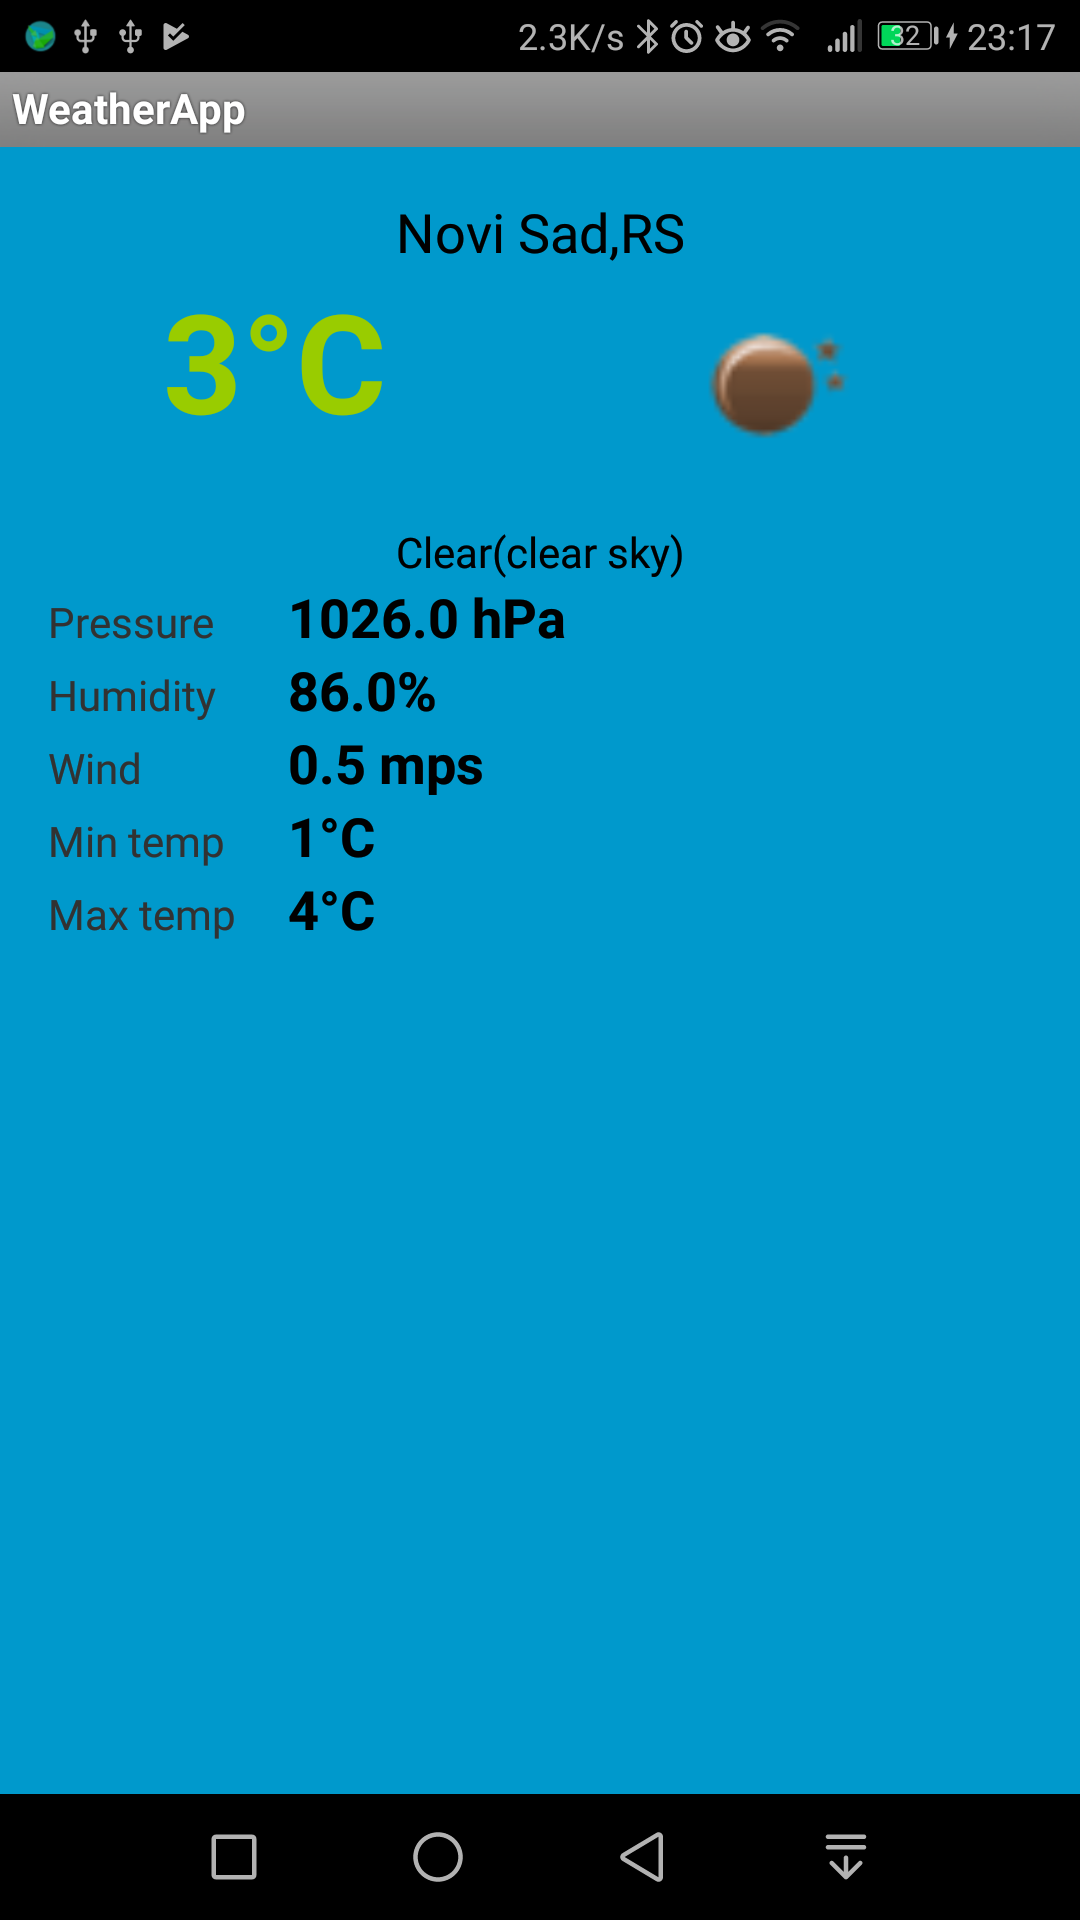 2.3K/s 32 23:17
WeatherApp
Novi Sad,RS
3°C
Clear(clear sky)
Pressure 1026.0 hPa
Humidity 86.0%
Wind 0.5 mps
Min temp 1°C
Max temp 4°C